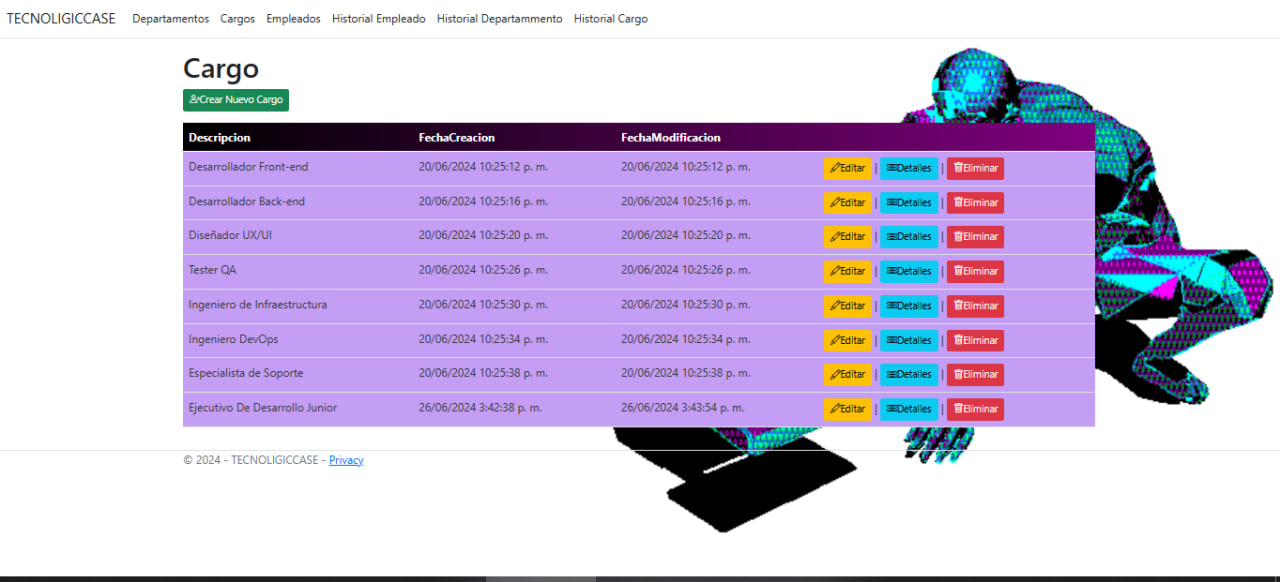 TECNOLIGICCASE Departamentos Cargos Empleados Historial Empleado Historial Departammento Historial Cargo
Cargo
Crear Nuevo Cargo
Descripcion FechaCreacion FechaModificacion
Desarrollador Front-end 20/06/2024 10:25:12 p. m. 20/06/2024 10:25:12 p. m. Editar | Detalles | Eliminar
Desarrollador Back-end 20/06/2024 10:25:16 p. m. 20/06/2024 10:25:16 p. m. Editar | Detalles | Eliminar
Diseñador UX/UI 20/06/2024 10:25:20 p. m. 20/06/2024 10:25:20 p. m. Editar | Detalles | Eliminar
Tester QA 20/06/2024 10:25:26 p. m. 20/06/2024 10:25:26 p. m. Editar | Detalles | Eliminar
Ingeniero de Infraestructura 20/06/2024 10:25:30 p. m. 20/06/2024 10:25:30 p. m. Editar | Detalles | Eliminar
Ingeniero DevOps 20/06/2024 10:25:34 p. m. 20/06/2024 10:25:34 p. m. Editar | Detalles | Eliminar
Especialista de Soporte 20/06/2024 10:25:38 p. m. 20/06/2024 10:25:38 p. m. Editar | Detalles | Eliminar
Ejecutivo De Desarrollo Junior 26/06/2024 3:42:38 p. m. 26/06/2024 3:43:54 p. m. Editar | Detalles | Eliminar
© 2024 - TECNOLIGICCASE - Privacy